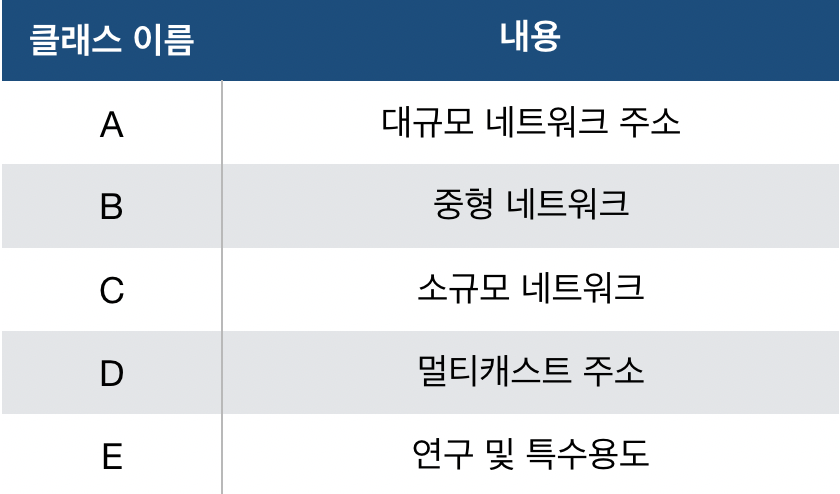 클래스 이름 내용
A 대규모 네트워크 주소
B 중형 네트워크
C 소규모 네트워크
D 멀티캐스트 주소
E 연구 및 특수용도